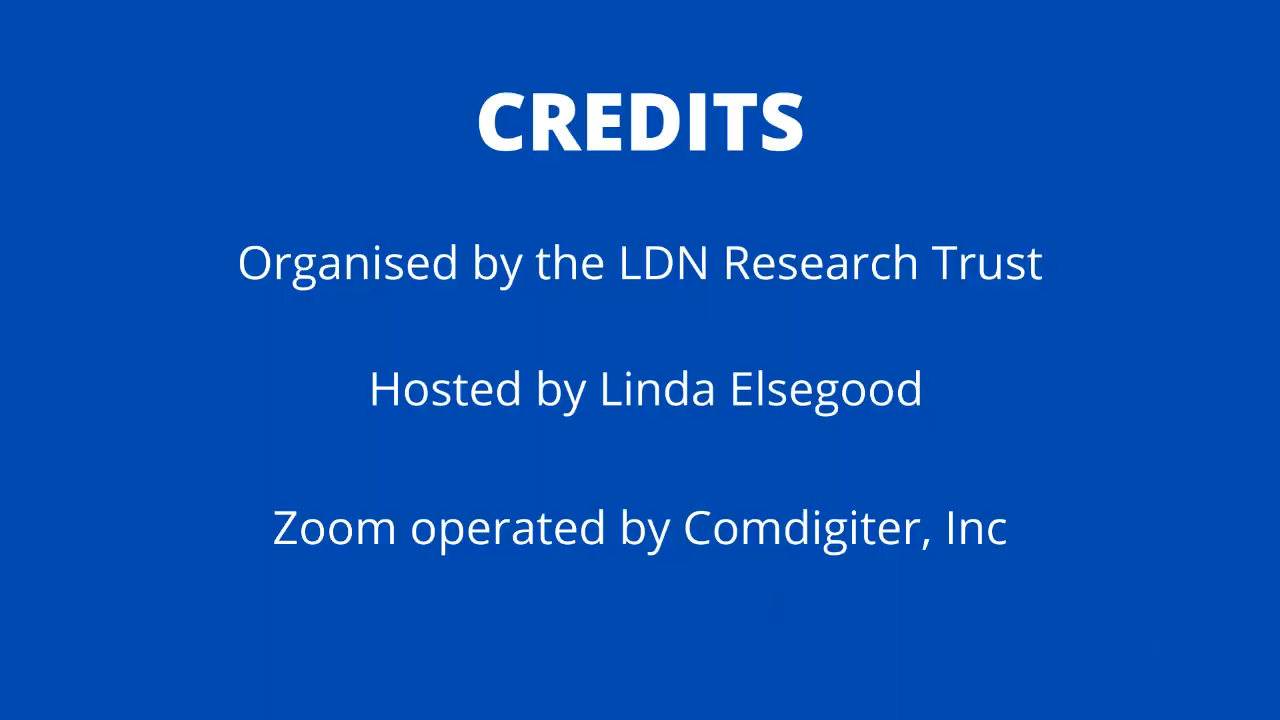 CREDITS
Organised by the LDN Research Trust
Hosted by Linda Elsegood
Zoom operated by Comdigiter, Inc